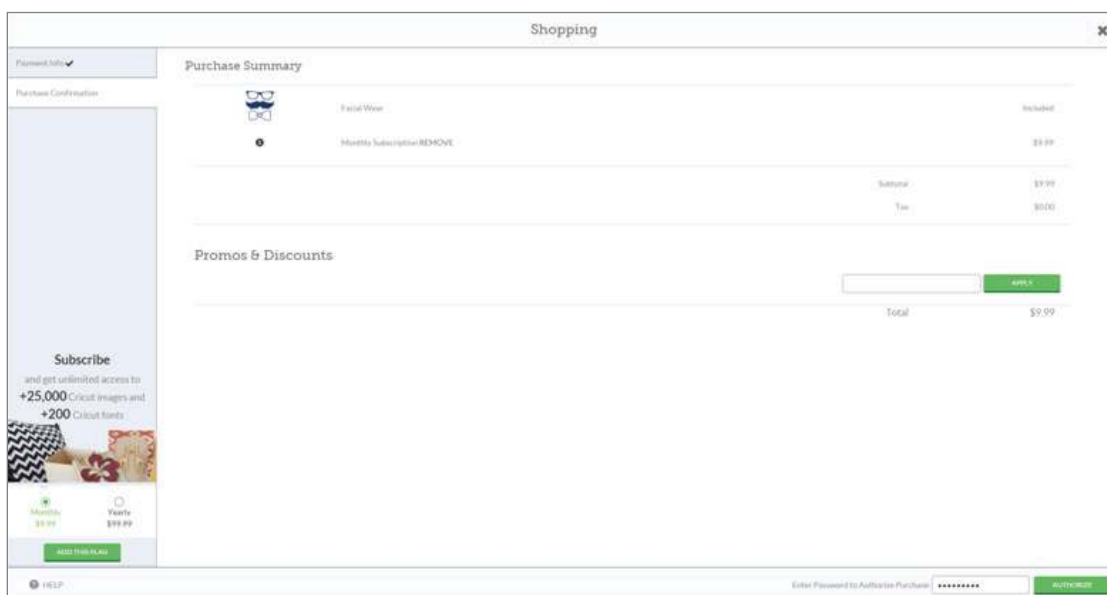 Shopping
Payment Info
Purchase Confirmation
Purchase Summary
Facial Wear
Included
Monthly Subscription REMOVE
$9.99
Subtotal
$9.99
Tax
$0.00
Promos & Discounts
APPLY
Total
$9.99
Subscribe
and get unlimited access to
+25,000 Cricut images and
+200 Cricut fonts
Monthly
$9.99
Yearly
$99.99
ADD THIS PLAN
HELP
Enter Password to Authorize Purchase
AUTHORIZE